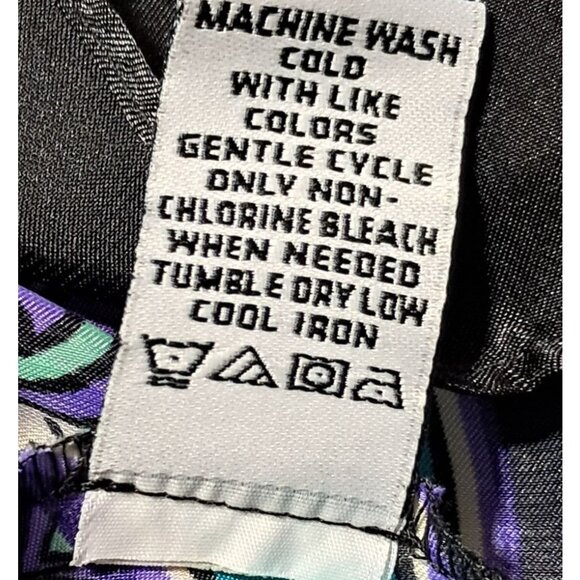 MACHINE WASH
COLD
WITH LIKE
COLORS
GENTLE CYCLE
ONLY NON-
CHLORINE BLEACH
WHEN NEEDED
TUMBLE DRY LOW
COOL IRON